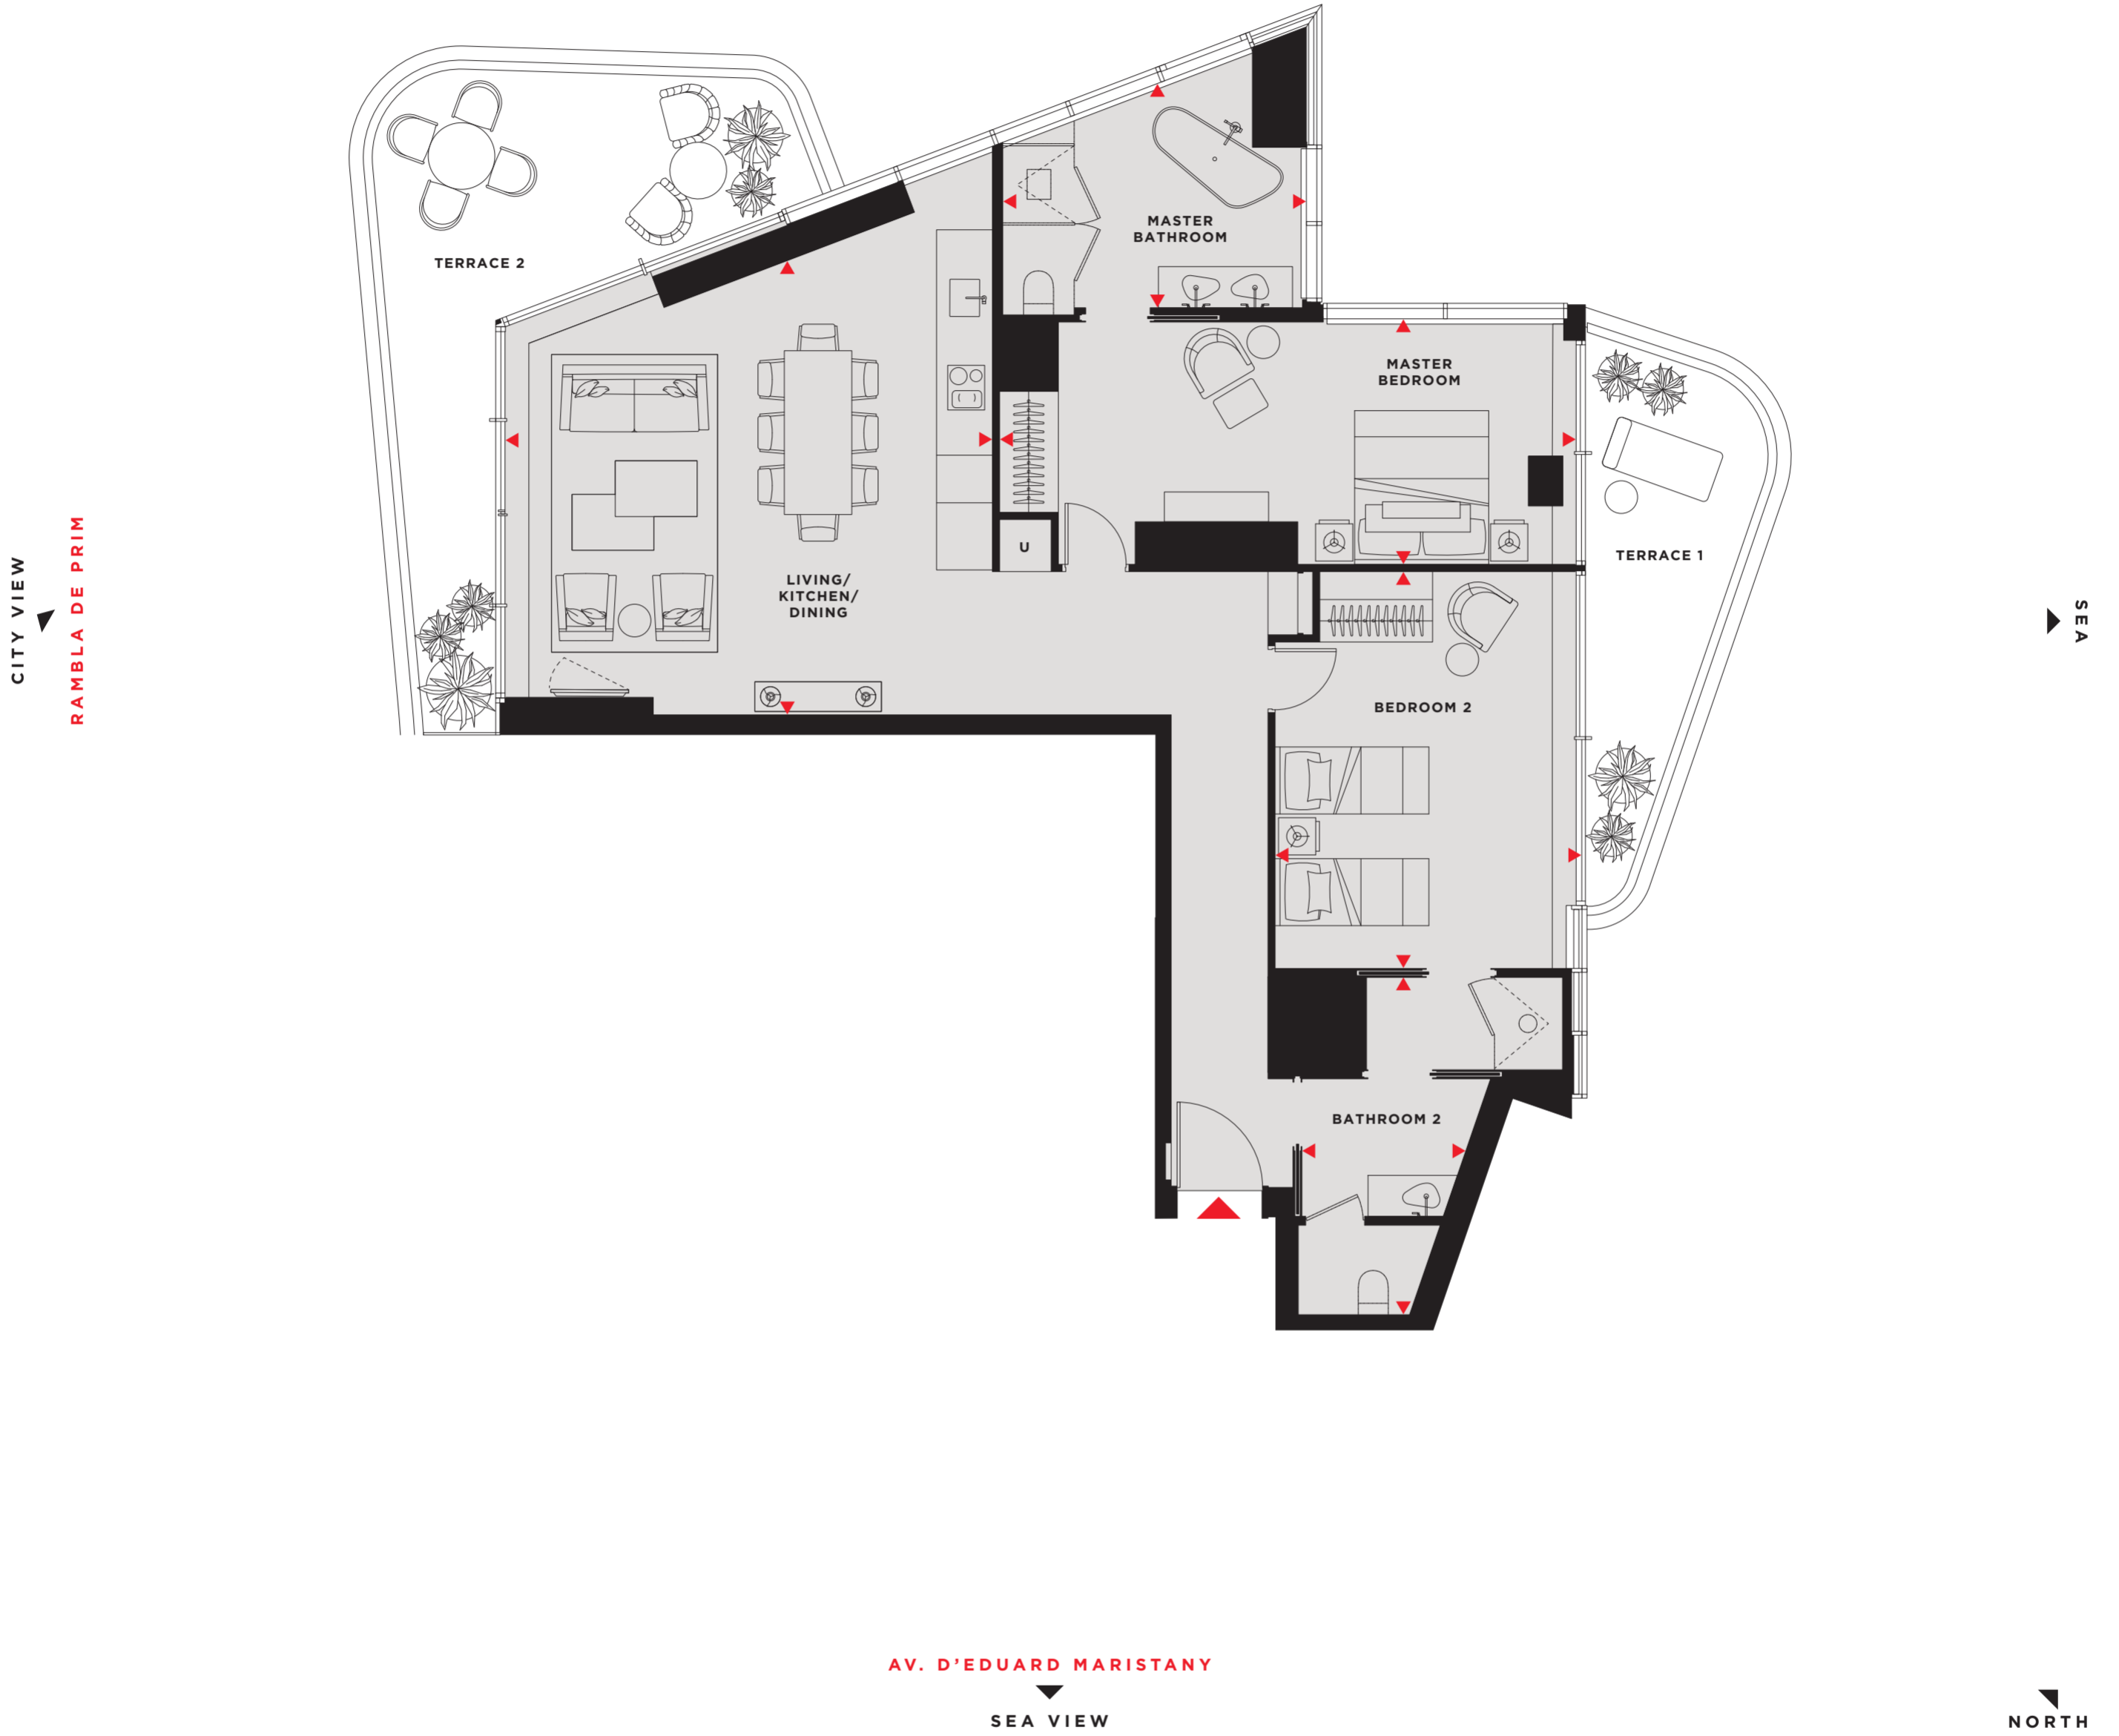 MASTER
BATHROOM
TERRACE 2
MASTER
BEDROOM
U
TERRACE 1
LIVING/
KITCHEN/
DINING
CITY VIEW
RAMBLA DE PRIM
SEA
BEDROOM 2
BATHROOM 2
AV. D’EDUARD MARISTANY
SEA VIEW
NORTH